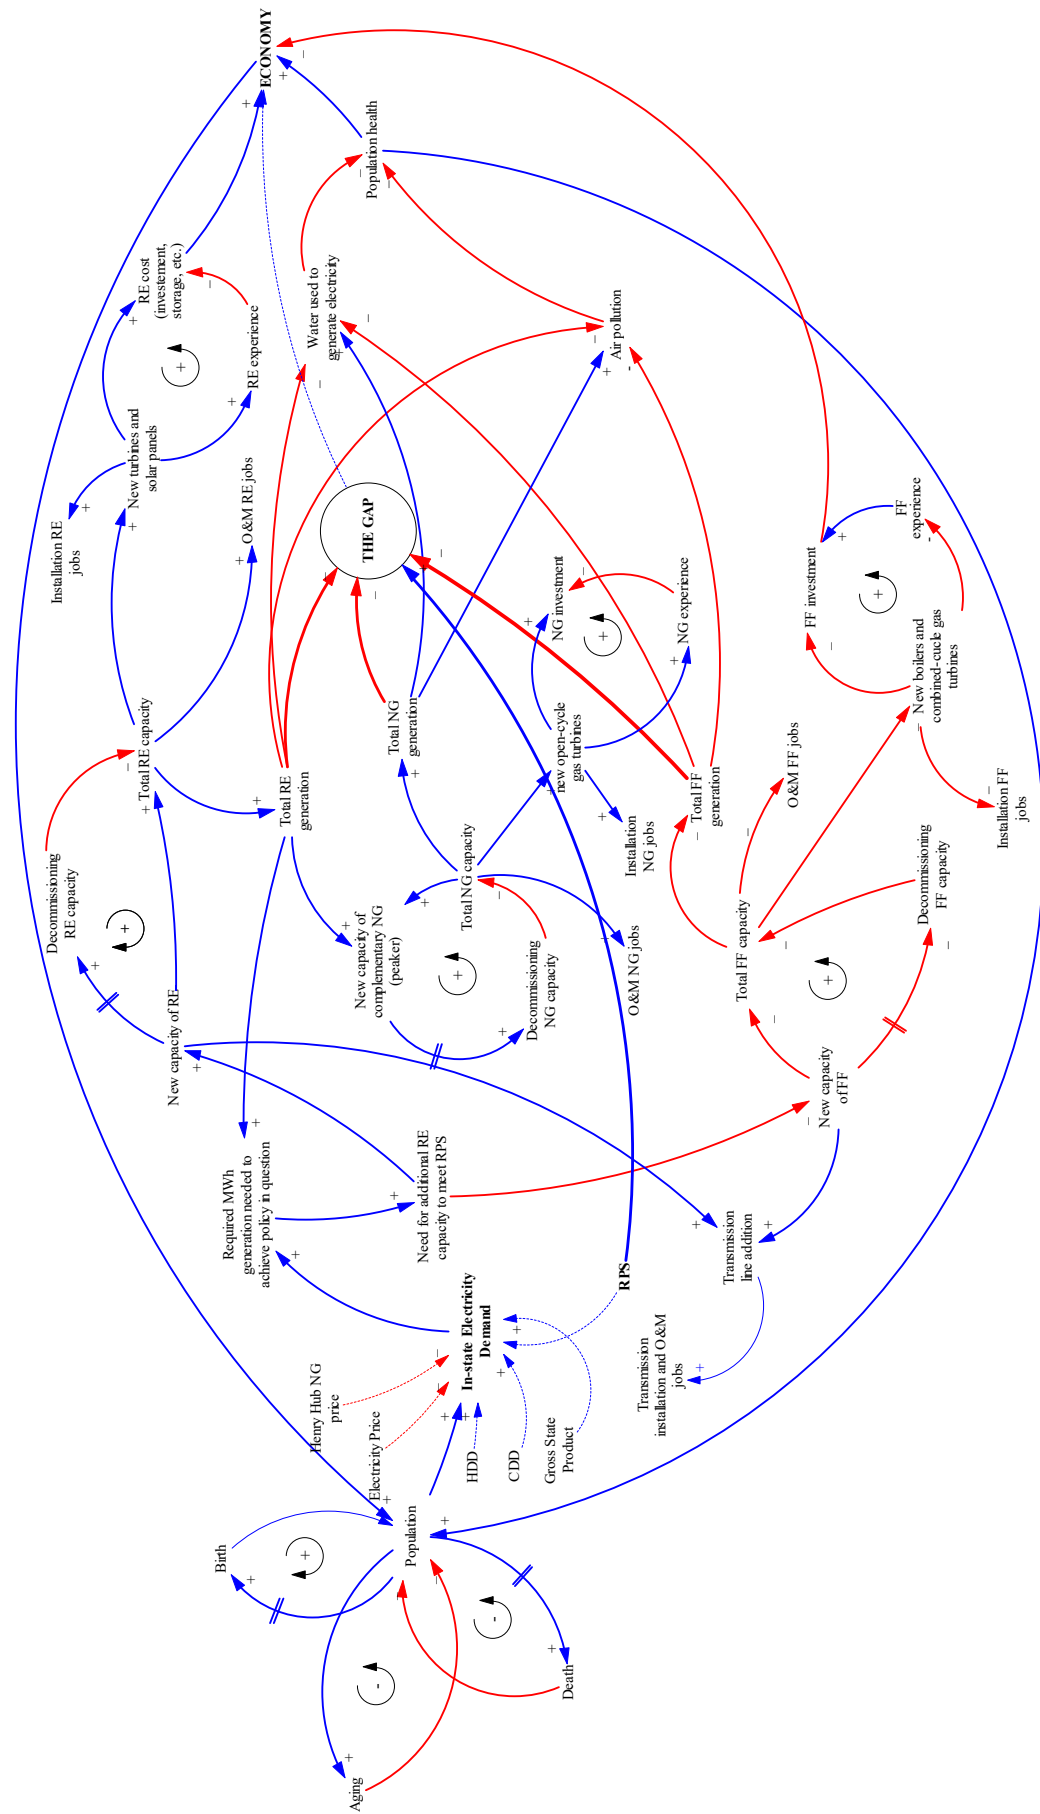 Aging
Death
Birth
Population
Electricity Price
Henry Hub NG
price
HDD
CDD
Gross State
Product
In-state Electricity
Demand
RPS
Transmission
installation and O&M
jobs
Transmission
line addition
Required MWh
generation needed to
achieve policy in question
Need for additional RE
capacity to meet RPS
New capacity of RE
New capacity
of FF
Decommissioning
RE capacity
New capacity of
complementary NG
(peaker)
Decommissioning
NG capacity
O&M NG jobs
Total FF capacity
Decommissioning
FF capacity
Total RE capacity
Total RE
generation
Total NG capacity
Installation
NG jobs
Installation FF
jobs
Total NG
generation
new open-cycle
gas turbines
Total FF
generation
O&M FF jobs
New boilers and
combined-cucle gas
turbines
Installation RE
jobs
O&M RE jobs
THE GAP
NG investment
NG experience
FF investment
FF
experience
New turbines and
solar panels
RE experience
RE cost
(investement,
storage, etc.)
Water used to
generate electricity
Air pollution
Population health
ECONOMY